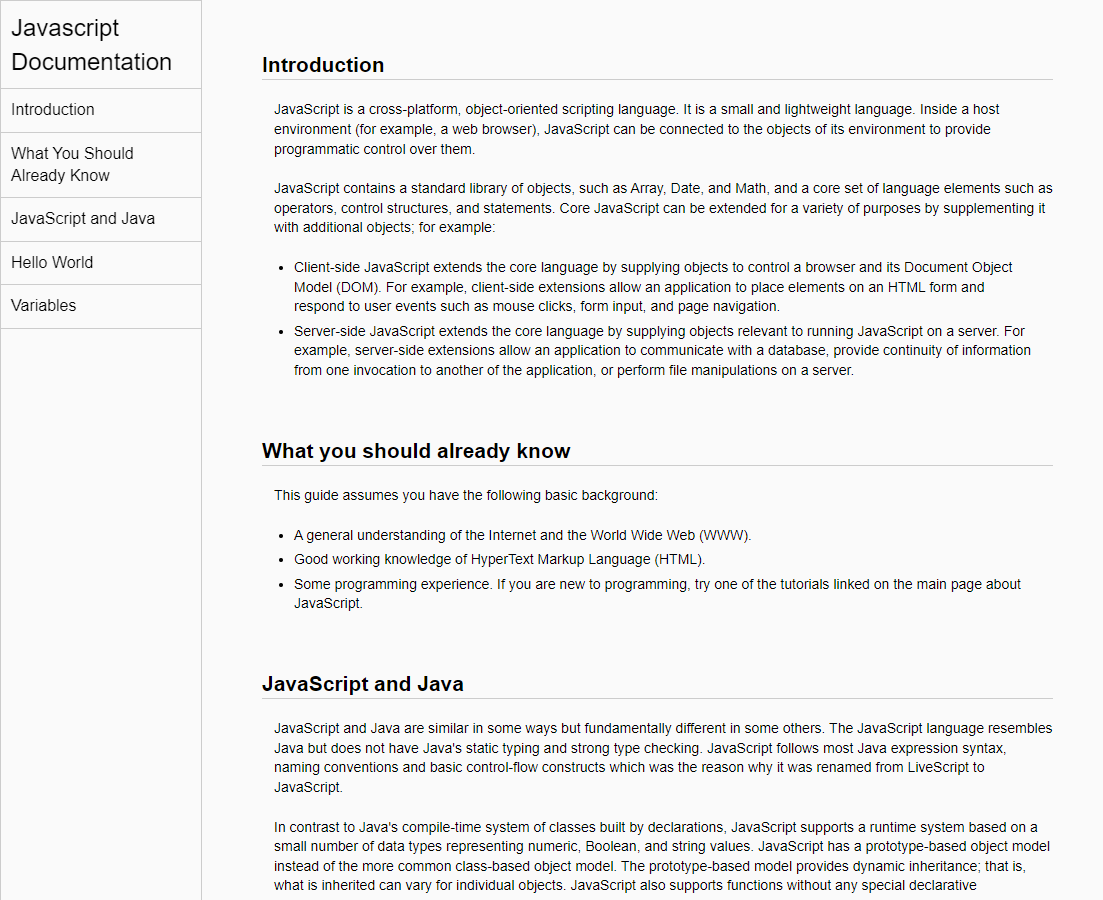 Javascript
Documentation
Introduction
What You Should
Already Know
JavaScript and Java
Hello World
Variables
Introduction
JavaScript is a cross-platform, object-oriented scripting language. It is a small and lightweight language. Inside a host
environment (for example, a web browser), JavaScript can be connected to the objects of its environment to provide
programmatic control over them.
JavaScript contains a standard library of objects, such as Array, Date, and Math, and a core set of language elements such as
operators, control structures, and statements. Core JavaScript can be extended for a variety of purposes by supplementing it
with additional objects; for example:
• Client-side JavaScript extends the core language by supplying objects to control a browser and its Document Object
Model (DOM). For example, client-side extensions allow an application to place elements on an HTML form and
respond to user events such as mouse clicks, form input, and page navigation.
• Server-side JavaScript extends the core language by supplying objects relevant to running JavaScript on a server. For
example, server-side extensions allow an application to communicate with a database, provide continuity of information
from one invocation to another of the application, or perform file manipulations on a server.
What you should already know
This guide assumes you have the following basic background:
• A general understanding of the Internet and the World Wide Web (WWW).
• Good working knowledge of HyperText Markup Language (HTML).
• Some programming experience. If you are new to programming, try one of the tutorials linked on the main page about
JavaScript.
JavaScript and Java
JavaScript and Java are similar in some ways but fundamentally different in some others. The JavaScript language resembles
Java but does not have Java's static typing and strong type checking. JavaScript follows most Java expression syntax,
naming conventions and basic control-flow constructs which was the reason why it was renamed from LiveScript to
JavaScript.
In contrast to Java's compile-time system of classes built by declarations, JavaScript supports a runtime system based on a
small number of data types representing numeric, Boolean, and string values. JavaScript has a prototype-based object model
instead of the more common class-based object model. The prototype-based model provides dynamic inheritance; that is,
what is inherited can vary for individual objects. JavaScript also supports functions without any special declarative